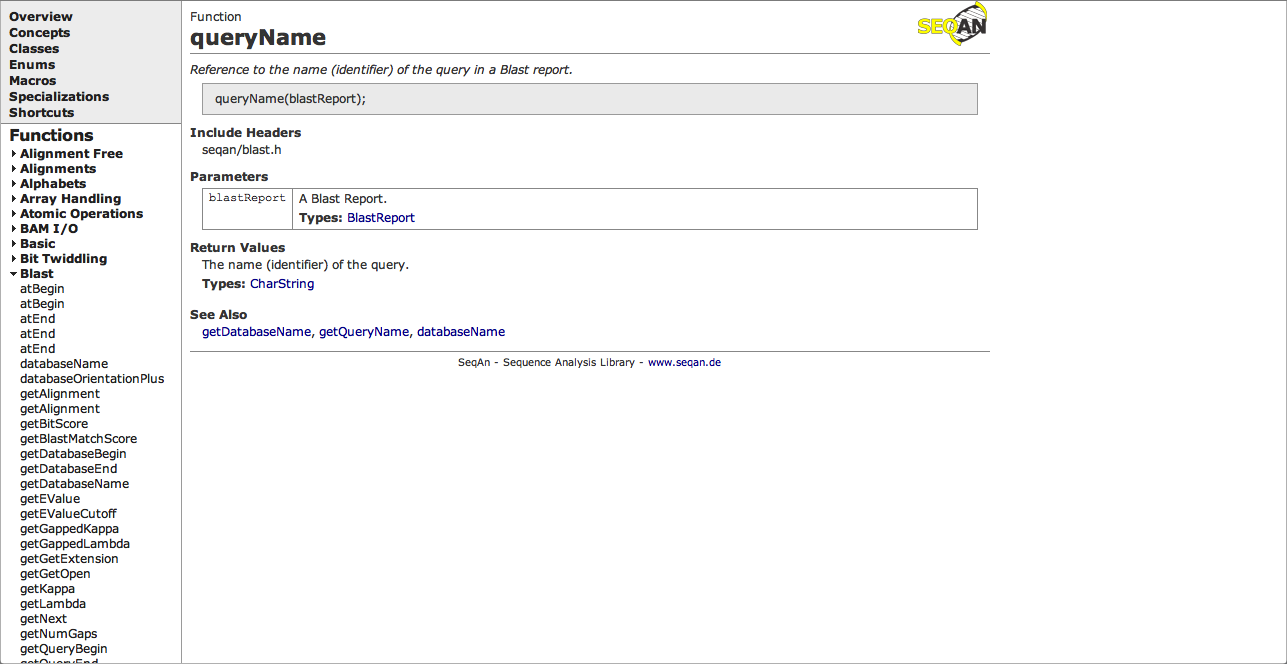 Overview
Concepts
Classes
Enums
Macros
Specializations
Shortcuts
Functions
Alignment Free
Alignments
Alphabets
Array Handling
Atomic Operations
BAM I/O
Basic
Bit Twiddling
Blast
atBegin
atBegin
atEnd
atEnd
atEnd
databaseName
databaseOrientationPlus
getAlignment
getAlignment
getBitScore
getBlastMatchScore
getDatabaseBegin
getDatabaseEnd
getDatabaseName
getEValue
getEValueCutoff
getGappedKappa
getGappedLambda
getGetExtension
getGetOpen
getKappa
getLambda
getNext
getNumGaps
getQueryBegin
getQueryEnd
Function
SEQAN
queryName
Reference to the name (identifier) of the query in a Blast report.
queryName(blastReport);
Include Headers
seqan/blast.h
Parameters
blastReport A Blast Report.
Types: BlastReport
Return Values
The name (identifier) of the query.
Types: CharString
See Also
getDatabaseName, getQueryName, databaseName
SeqAn - Sequence Analysis Library - www.seqan.de